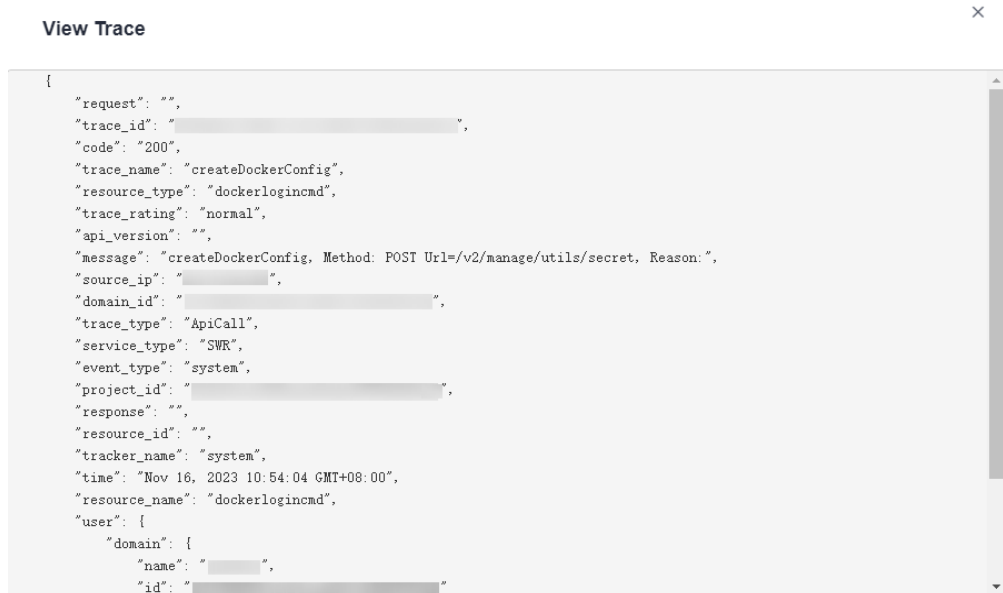 View Trace
{
"request": "",
"trace_id": " ",
"code": "200",
"trace_name": "createDockerConfig",
"resource_type": "dockerlogincmd",
"trace_rating": "normal",
"api_version": "",
"message": "createDockerConfig, Method: POST Url=/v2/manage/utils/secret, Reason:",
"source_ip": " ",
"domain_id": " ",
"trace_type": "ApiCall",
"service_type": "SWR",
"event_type": "system",
"project_id": " ",
"response": "",
"resource_id": "",
"tracker_name": "system",
"time": "Nov 16, 2023 10:54:04 GMT+08:00",
"resource_name": "dockerlogincmd",
"user": {
"domain": {
"name": " ",
"id": " "